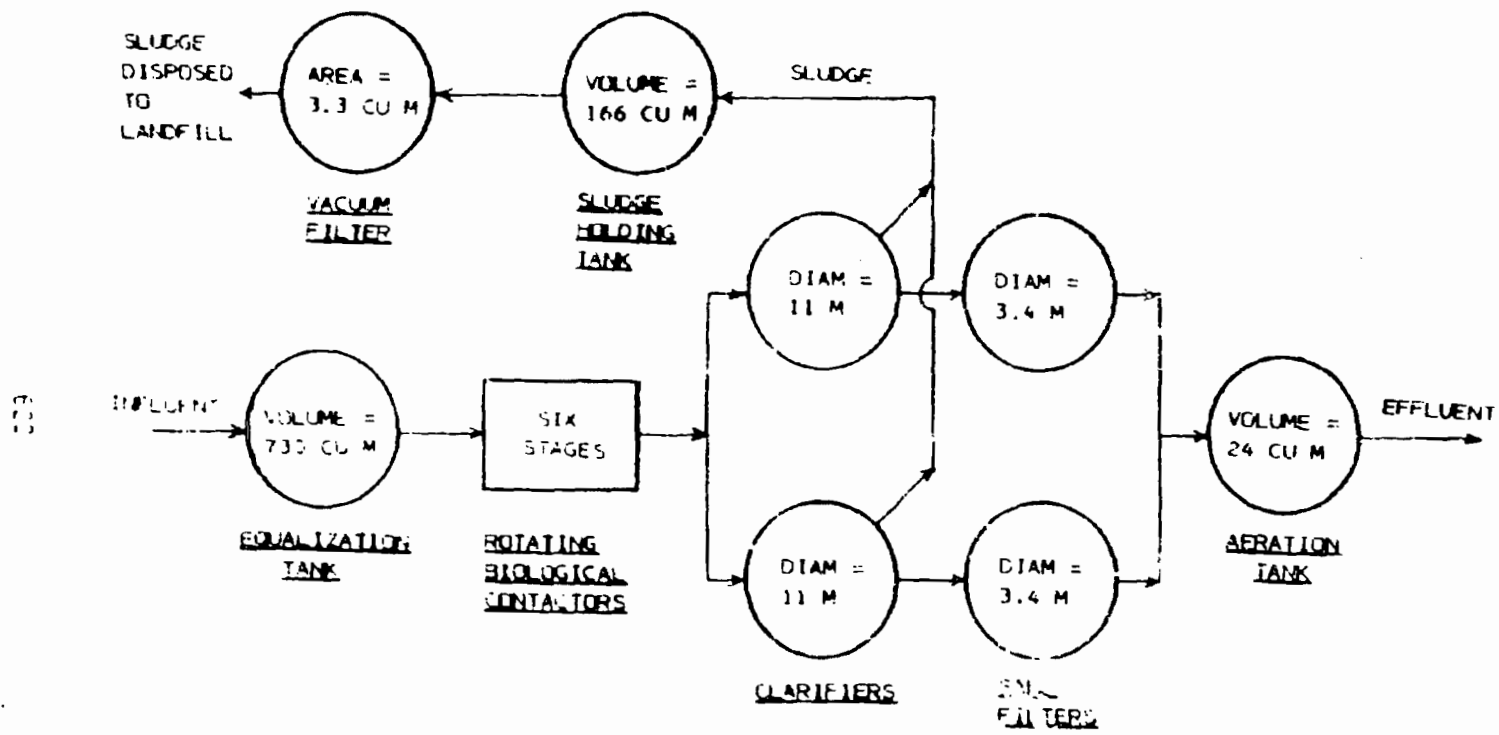 SLUDGE
DISPOSED
TO
LANDFILL
AREA =
3.3 CU M
VACUUM
FILTER
VOLUME =
166 CU M
SLUDGE
HOLDING
TANK
SLUDGE
INFLUENT
VOLUME =
CU M
EQUALIZATION
TANK
SIX
STAGES
ROTATING
BIOLOGICAL
CONTACTORS
DIAM =
11 M
DIAM =
3.4 M
DIAM =
11 M
CLARIFIERS
DIAM =
3.4 M
FILTERS
VOLUME =
24 CU M
AERATION
TANK
EFFLUENT